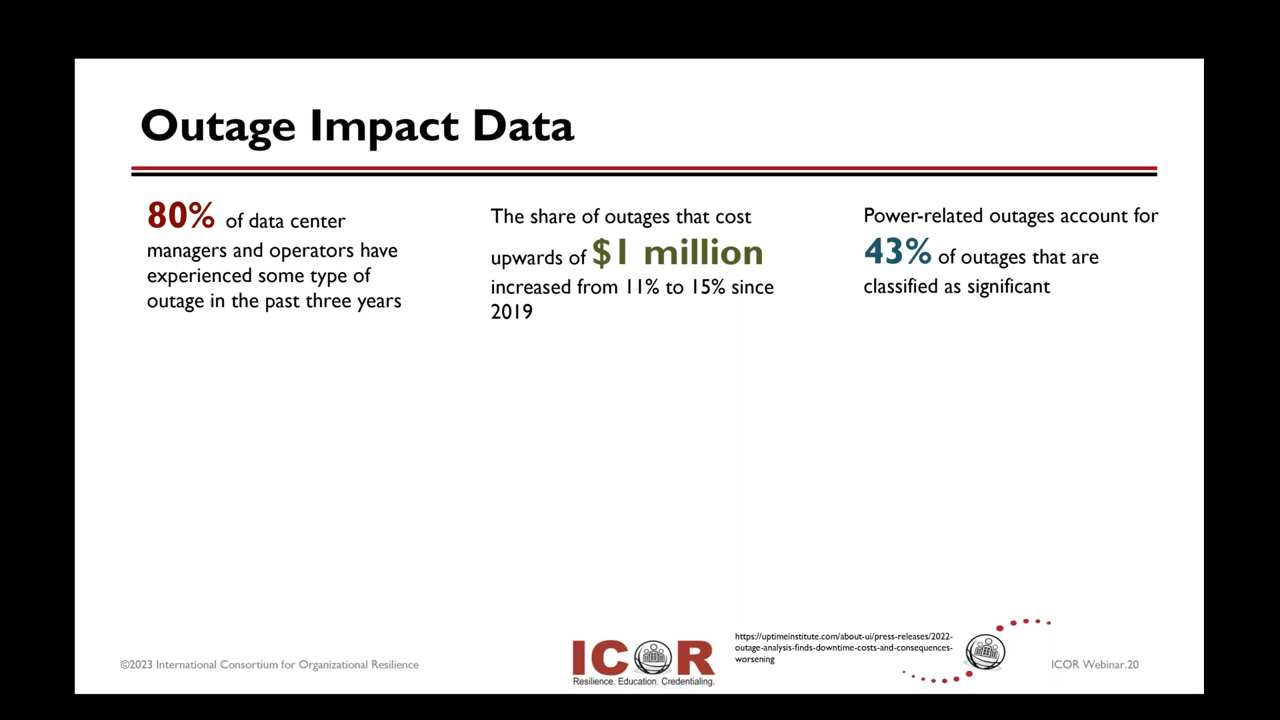 Outage Impact Data
80% of data center
managers and operators have
experienced some type of
outage in the past three years
The share of outages that cost
upwards of $1 million
increased from 11% to 15% since
2019
Power-related outages account for
43% of outages that are
classified as significant
©2023 International Consortium for Organizational Resilience
ICOR
Resilience. Education. Credentialing.
https://uptimeinstitute.com/about-ui/press-releases/2022-
outage-analysis-finds-downtime-costs-and-consequences-
worsening
ICOR Webinar.20